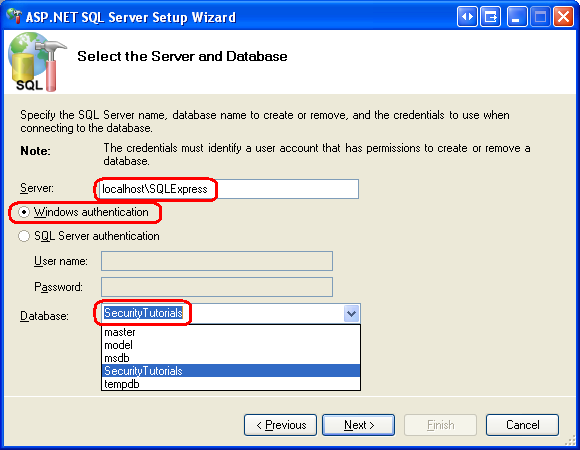 ASP.NET SQL Server Setup Wizard
SQL
Select the Server and Database
Specify the SQL Server name, database name to create or remove, and the credentials to use when
connecting to the database.
Note: The credentials must identify a user account that has permissions to create or remove a
database.
Server: localhost\SQLExpress
Windows authentication
SQL Server authentication
User name:
Password:
Database: SecurityTutorials
master
model
msdb
SecurityTutorials
tempdb
< Previous Next > Finish Cancel